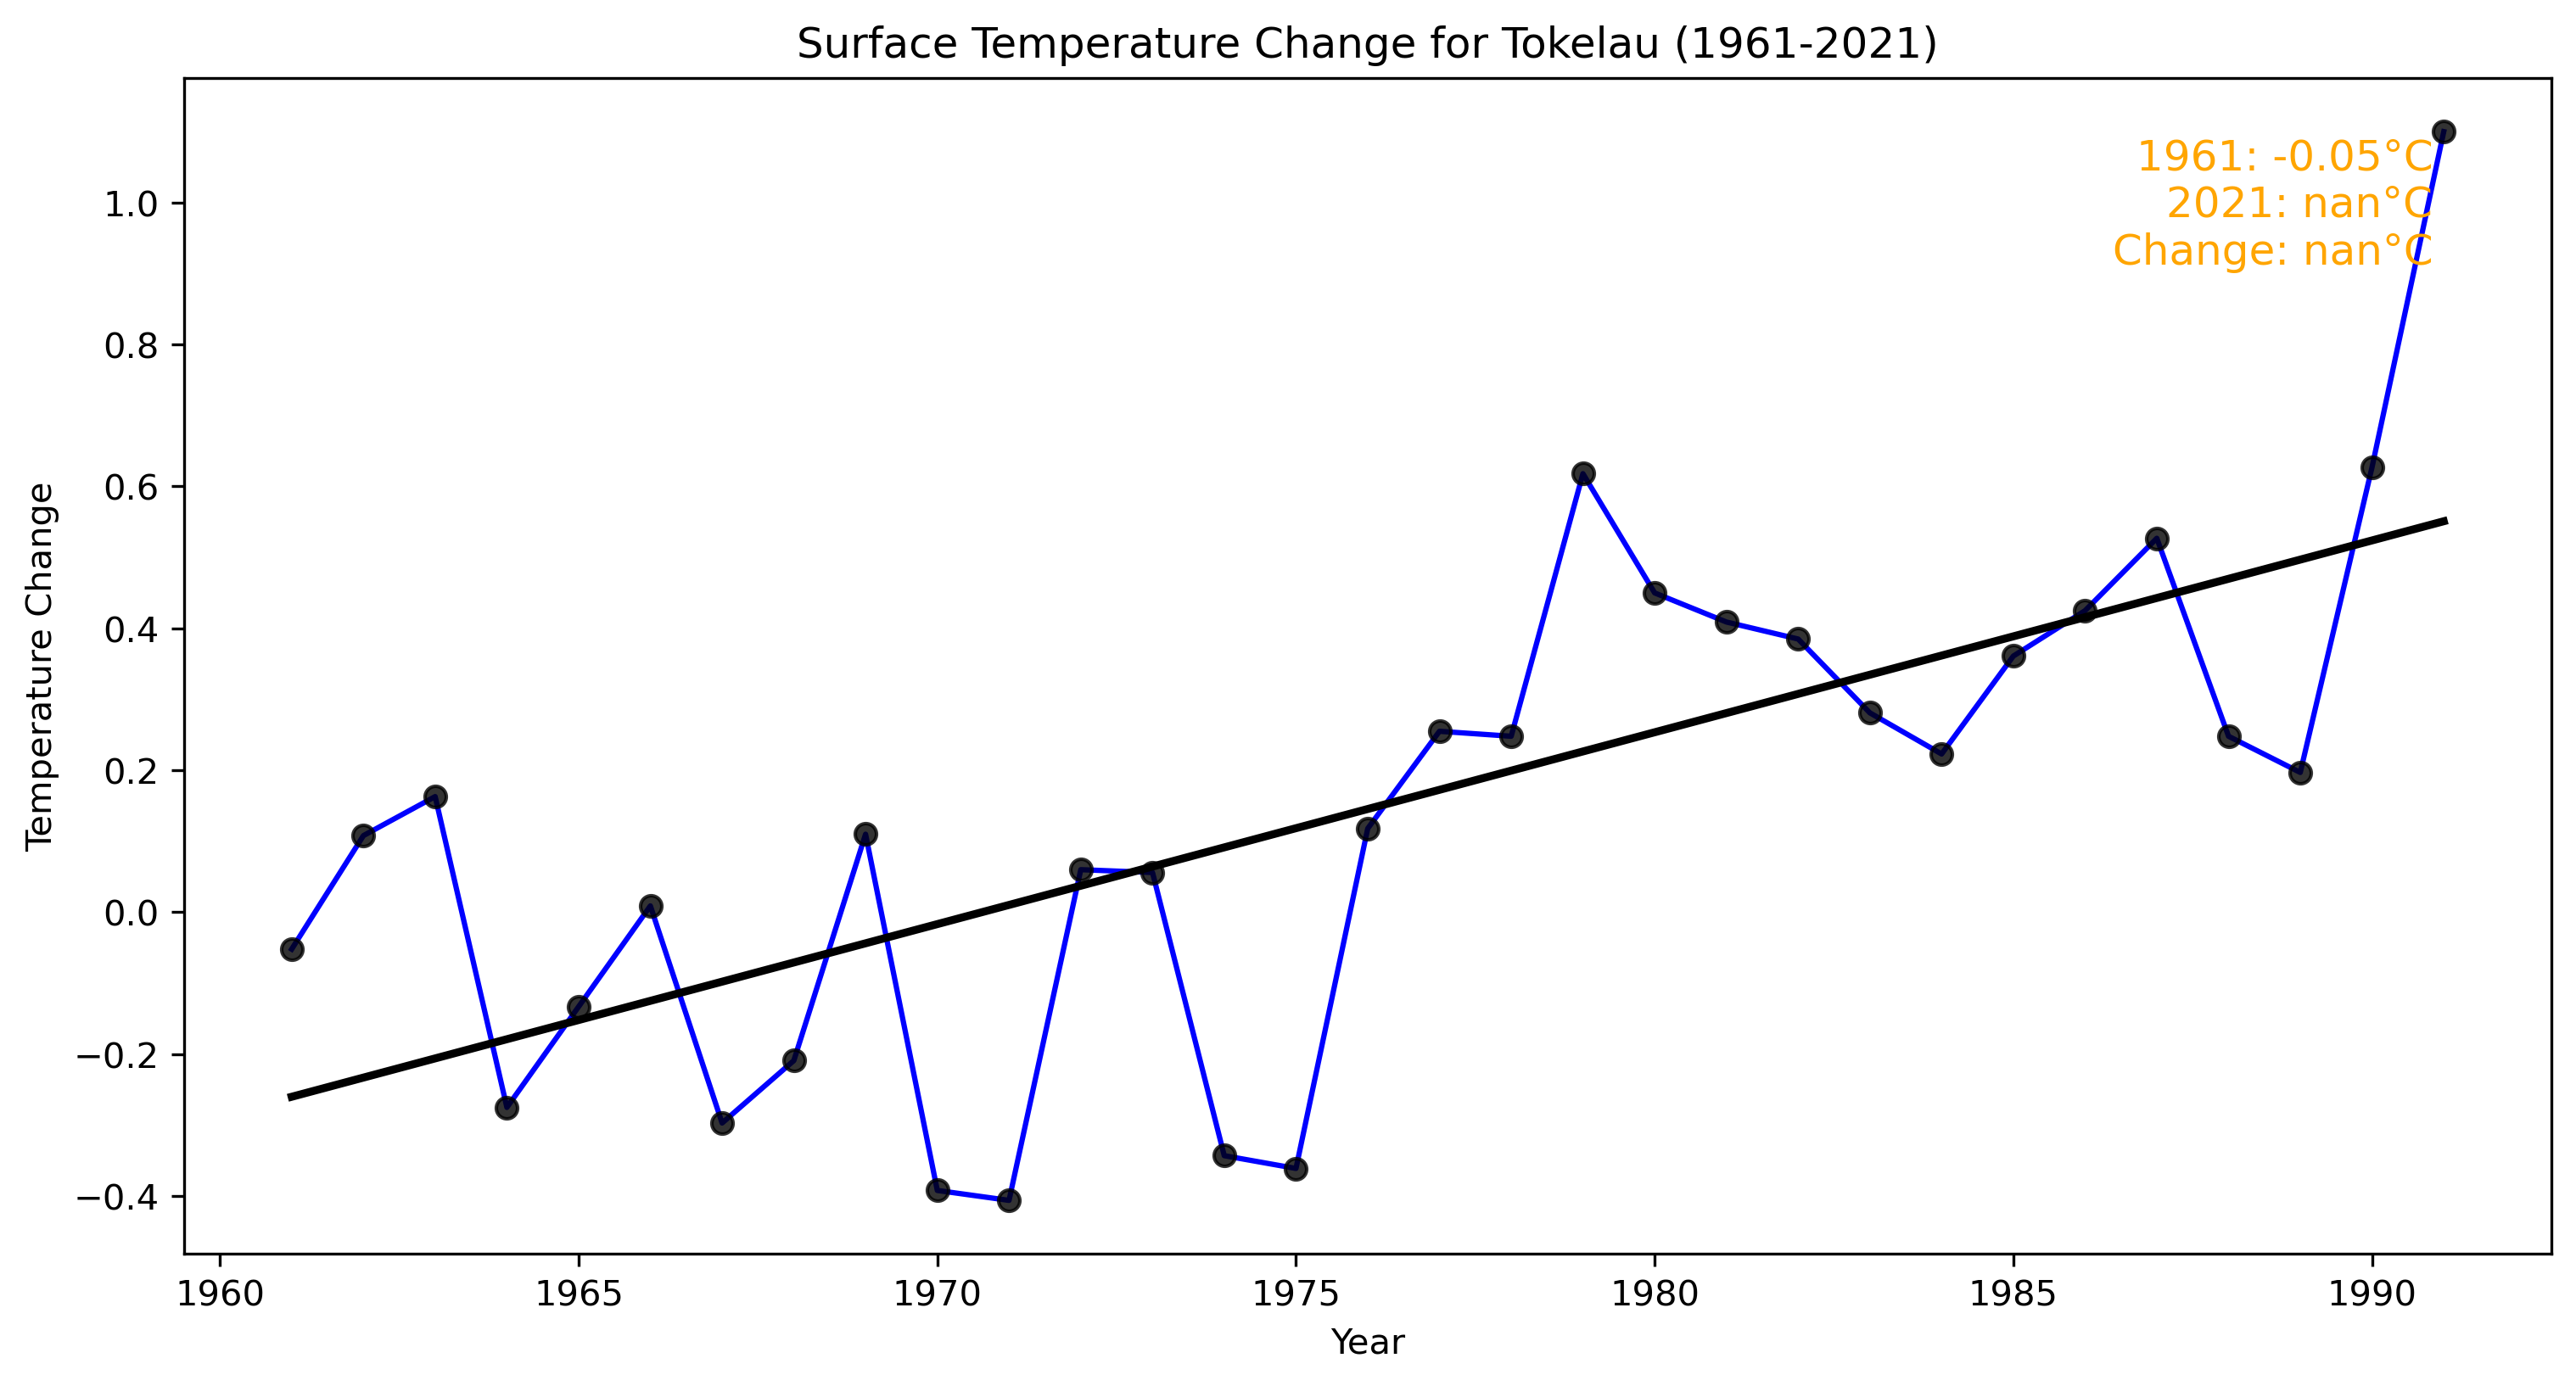 Surface Temperature Change for Tokelau (1961-2021)
1961: -0.05°C
2021: nan°C
Change: nan°C
Temperature Change
1.0
0.8
0.6
0.4
0.2
0.0
−0.2
−0.4
1960 1965 1970 1975 1980 1985 1990
Year